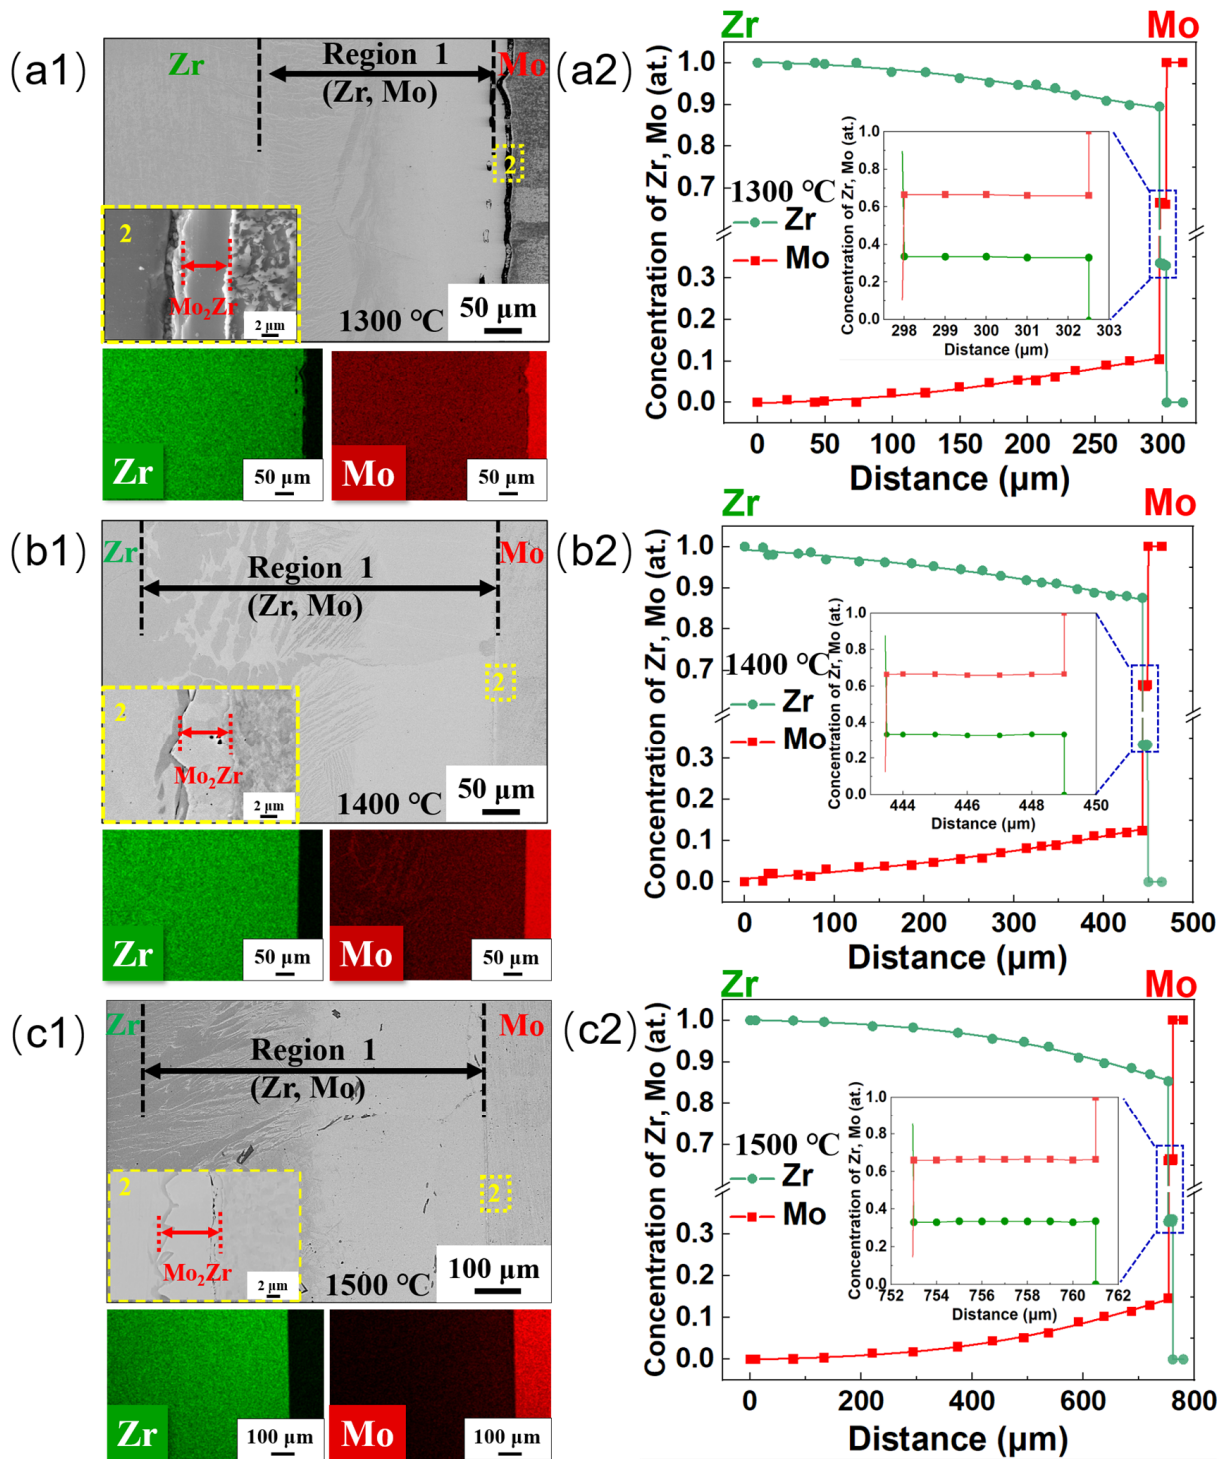 (a1)
Zr
Region 1
(Zr, Mo)
Mo
2
2
Mo₂Zr
2 μm
1300 ℃
50 μm
Zr
50 μm
Mo
50 μm
(a2)
Zr
Mo
Concentration of Zr, Mo (at.)
1.0
0.9
0.8
0.7
0.3
0.2
0.1
0.0
1300 ℃
Zr
Mo
Concentration of Zr, Mo (at.)
1.0
0.8
0.6
0.4
0.2
0.0
298 299 300 301 302 303
Distance (μm)
0 50 100 150 200 250 300
Distance (μm)
(b1)
Zr
Region 1
(Zr, Mo)
Mo
2
2
Mo₂Zr
2 μm
1400 ℃
50 μm
Zr
50 μm
Mo
50 μm
(b2)
Zr
Mo
Concentration of Zr, Mo (at.)
1.0
0.9
0.8
0.7
0.3
0.2
0.1
0.0
1400 ℃
Zr
Mo
Concentration of Zr, Mo (at.)
1.0
0.8
0.6
0.4
0.2
0.0
444 446 448 450
Distance (μm)
0 100 200 300 400 500
Distance (μm)
(c1)
Zr
Region 1
(Zr, Mo)
Mo
2
2
Mo₂Zr
2 μm
1500 ℃
100 μm
Zr
100 μm
Mo
100 μm
(c2)
Zr
Mo
Concentration of Zr, Mo (at.)
1.0
0.9
0.8
0.7
0.3
0.2
0.1
0.0
1500 ℃
Zr
Mo
Concentration of Zr, Mo (at.)
1.0
0.8
0.6
0.4
0.2
0.0
752 754 756 758 760 762
Distance (μm)
0 200 400 600 800
Distance (μm)